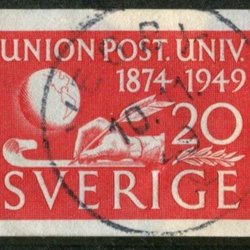 UNION POST. UNIV.
1874-1949
20
SVERIGE